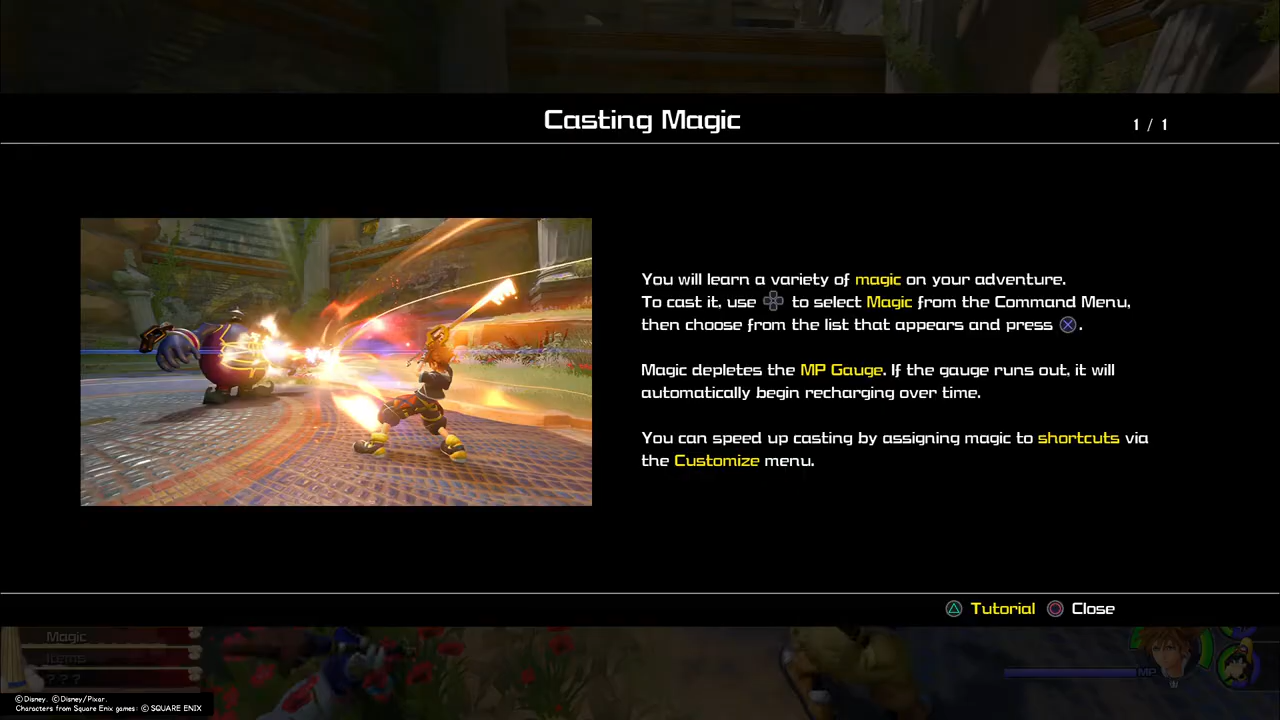 Casting Magic
1 / 1
You will learn a variety of magic on your adventure.
To cast it, use to select Magic from the Command Menu,
then choose from the list that appears and press .
Magic depletes the MP Gauge. If the gauge runs out, it will
automatically begin recharging over time.
You can speed up casting by assigning magic to shortcuts via
the Customize menu.
Tutorial Close
Magic
Items
? ? ?
MP
©Disney. ©Disney/Pixar.
Characters from Square Enix games: © SQUARE ENIX